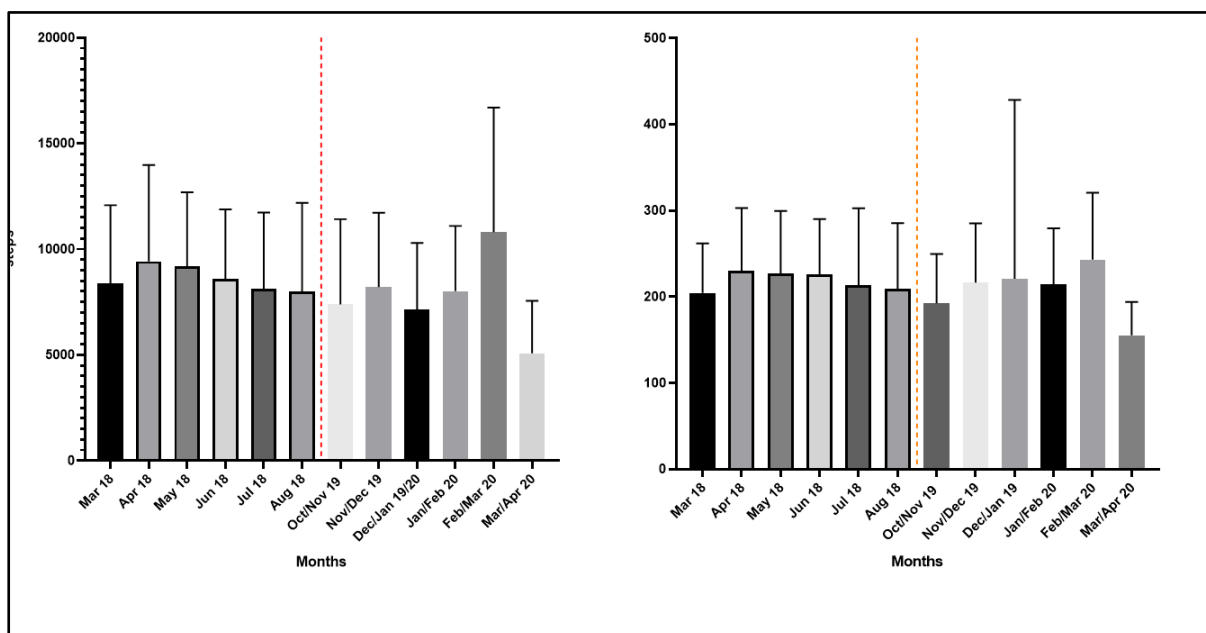 20000
15000
10000
5000
0
steps
Mar 18
Apr 18
May 18
Jun 18
Jul 18
Aug 18
Oct/Nov 19
Nov/Dec 19
Dec/Jan 19/20
Jan/Feb 20
Feb/Mar 20
Mar/Apr 20
Months
500
400
300
200
100
0
Mar 18
Apr 18
May 18
Jun 18
Jul 18
Aug 18
Oct/Nov 19
Nov/Dec 19
Dec/Jan 19
Jan/Feb 20
Feb/Mar 20
Mar/Apr 20
Months